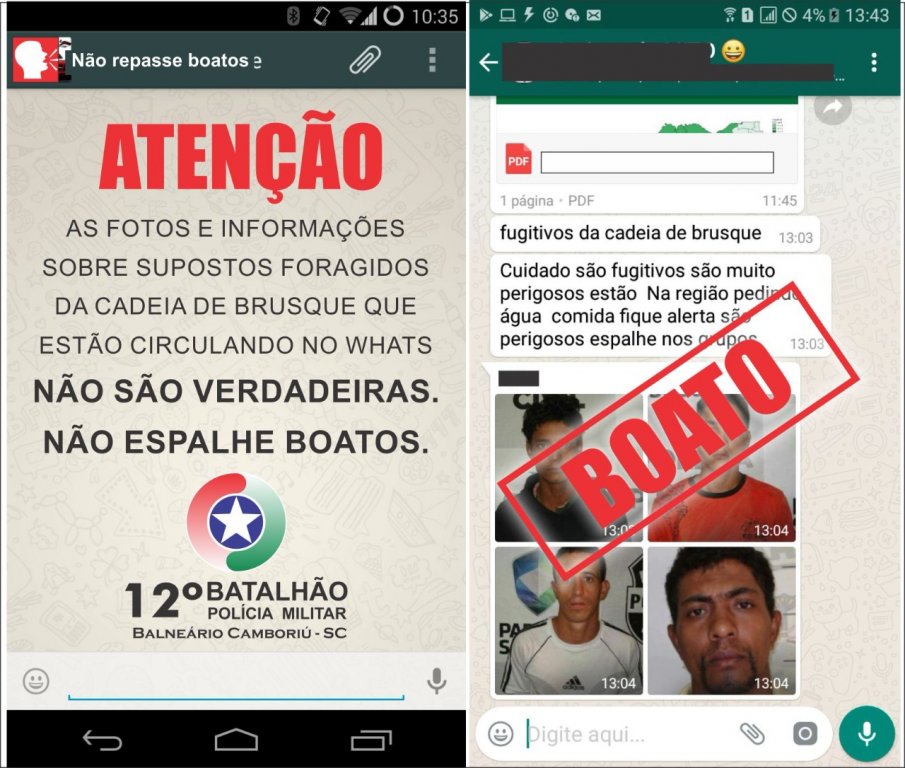 10:35
Não repasse boatos e
ATENÇÃO
AS FOTOS E INFORMAÇÕES
SOBRE SUPOSTOS FORAGIDOS
DA CADEIA DE BRUSQUE QUE
ESTÃO CIRCULANDO NO WHATS
NÃO SÃO VERDADEIRAS.
NÃO ESPALHE BOATOS.
12º BATALHÃO
POLÍCIA MILITAR
BALNEÁRIO CAMBORIÚ - SC
4% 13:43
PDF
1 página • PDF 11:45
fugitivos da cadeia de brusque 13:03
Cuidado são fugitivos são muito
perigosos estão Na região pedindo
água comida fique alerta são
perigosos espalhe nos grupos 13:03
BOATO
13:04
13:04
13:04
adidas
Digite aqui...